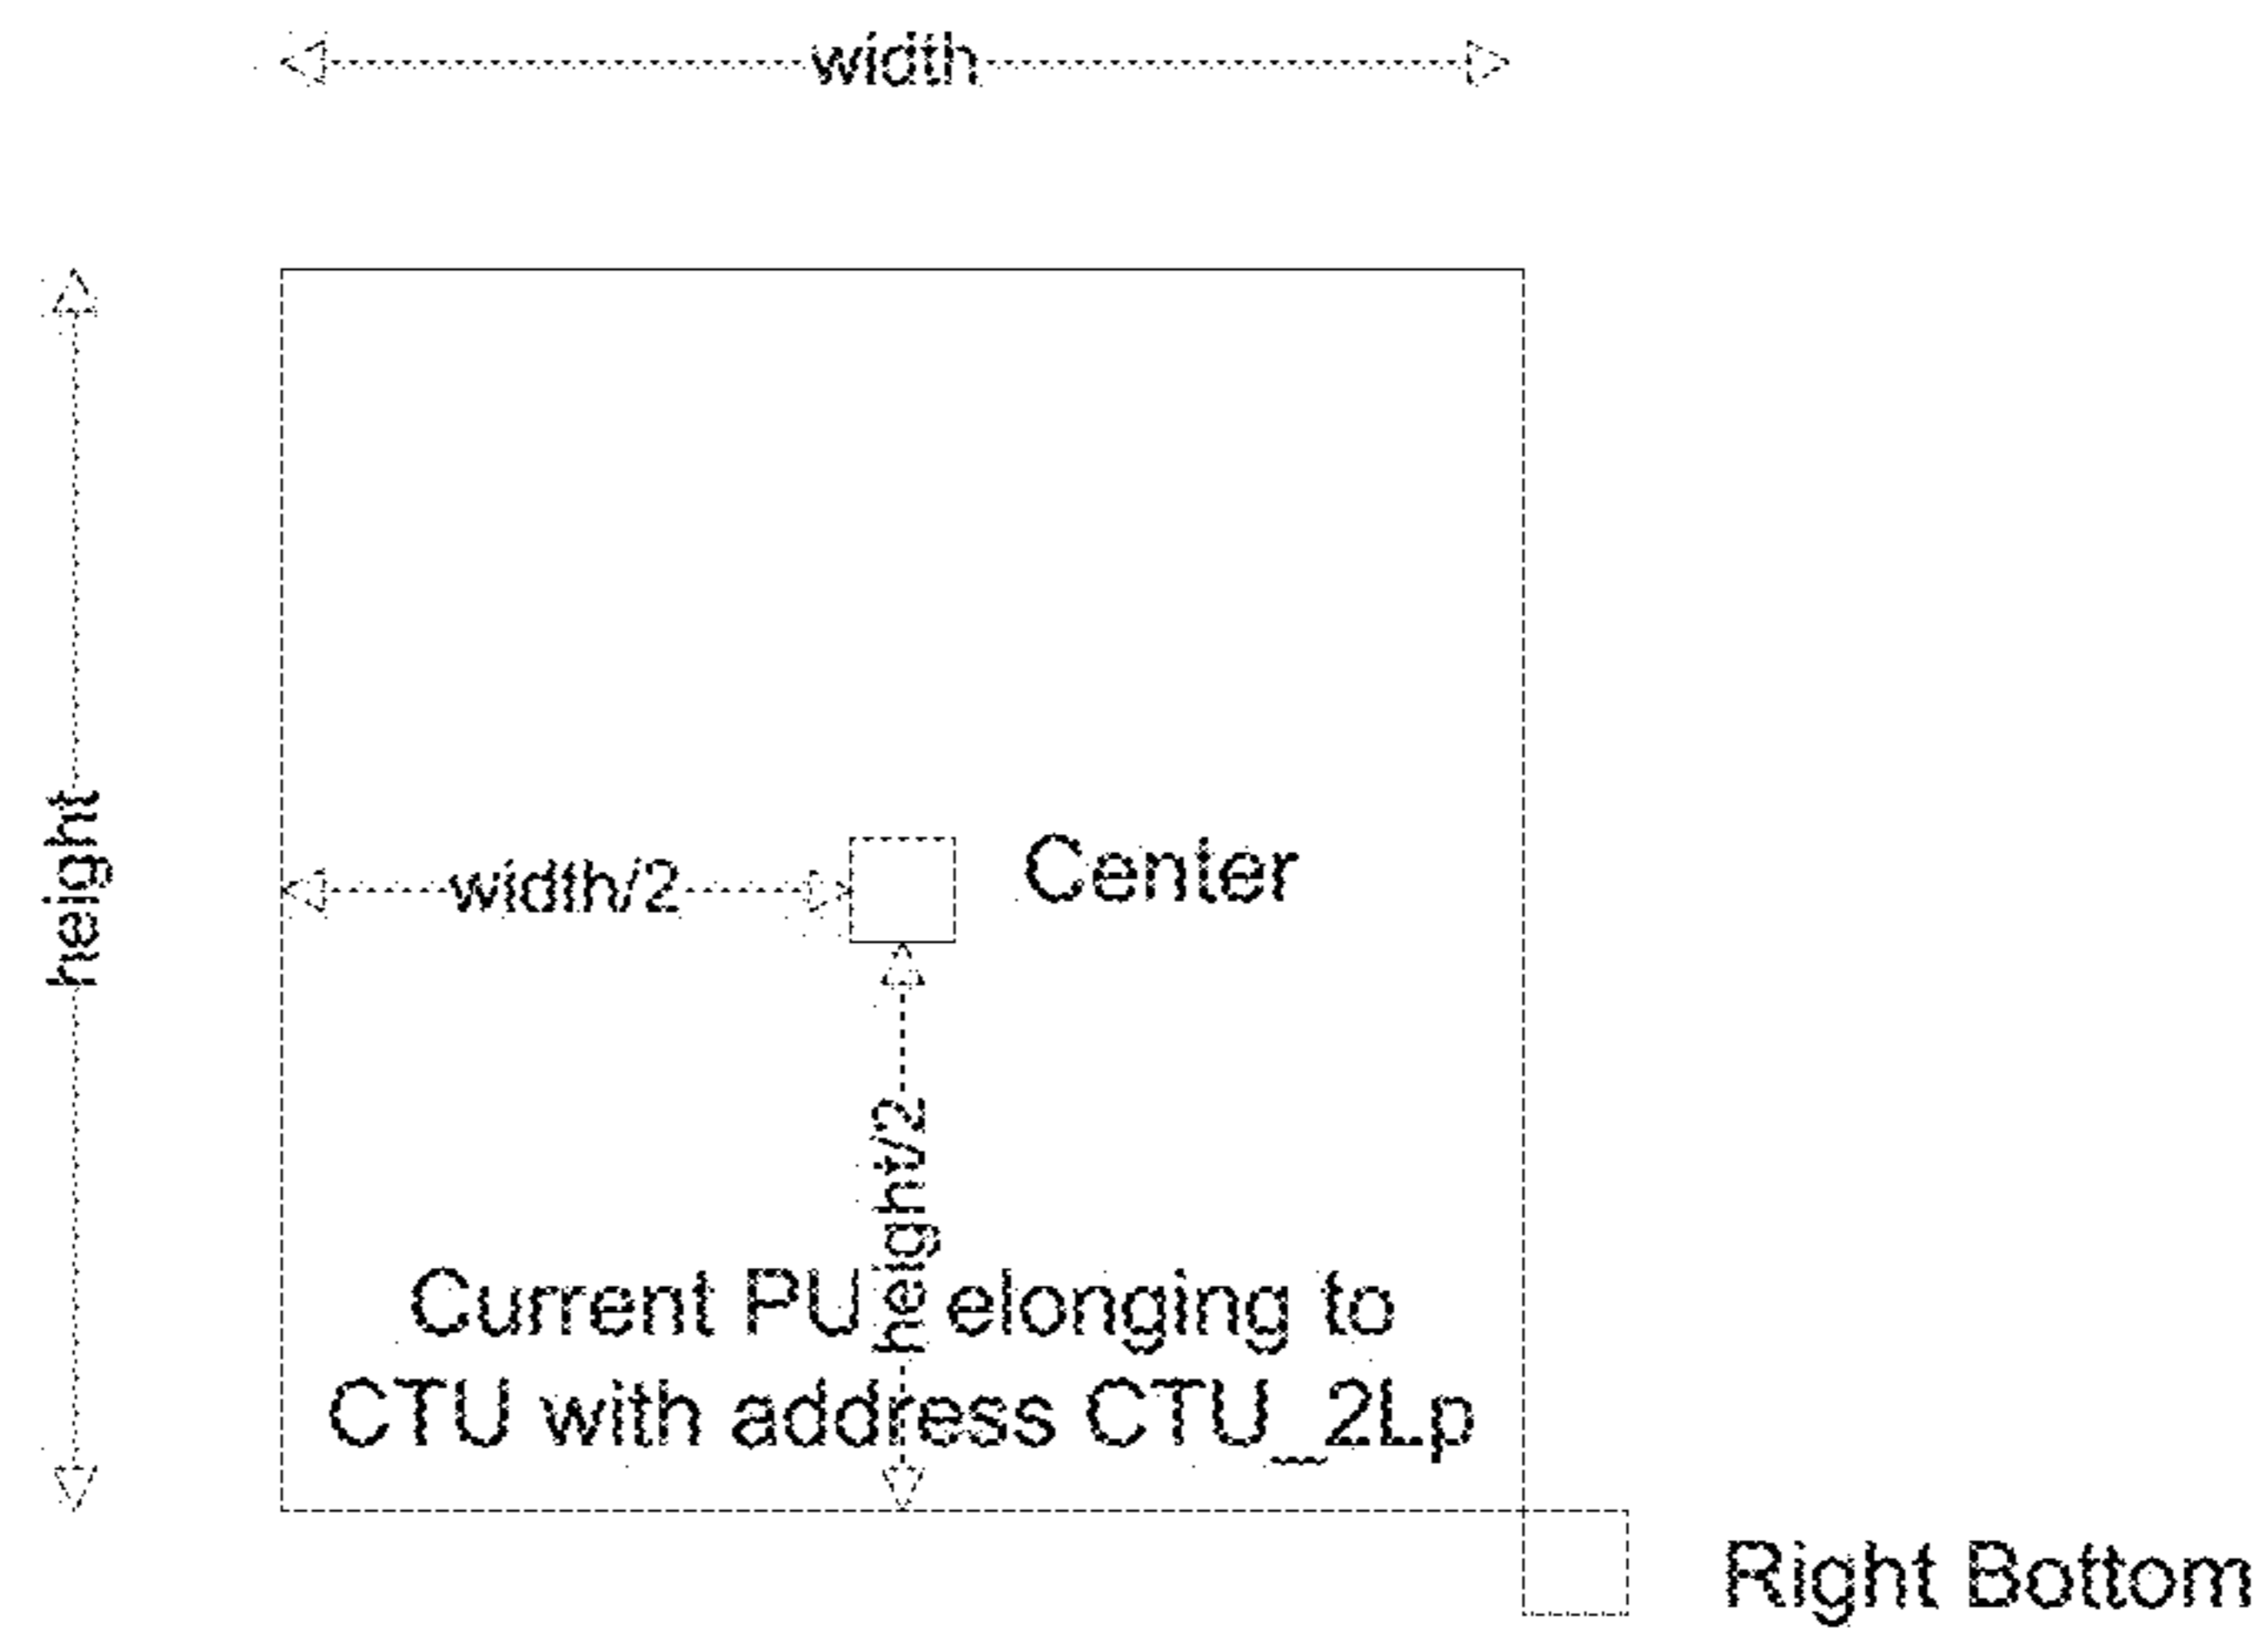 width
height
Center
width/2
height/2
Current PU elonging to
CTU with address CTU_2Lp
Right Bottom